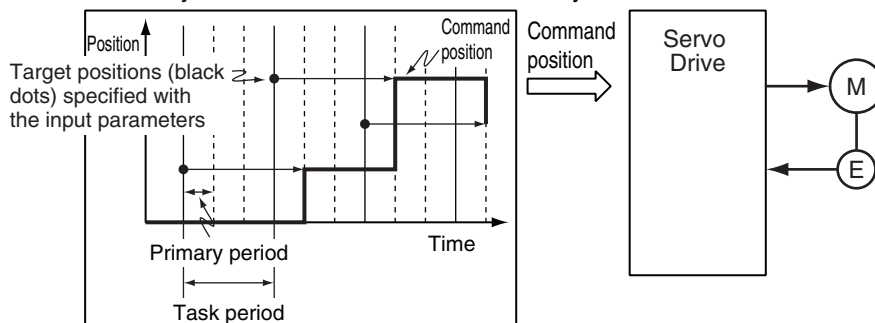 Position
Command
position
Target positions (black
dots) specified with
the input parameters
Primary period
Time
Task period
Command
position
Servo
Drive
M
E